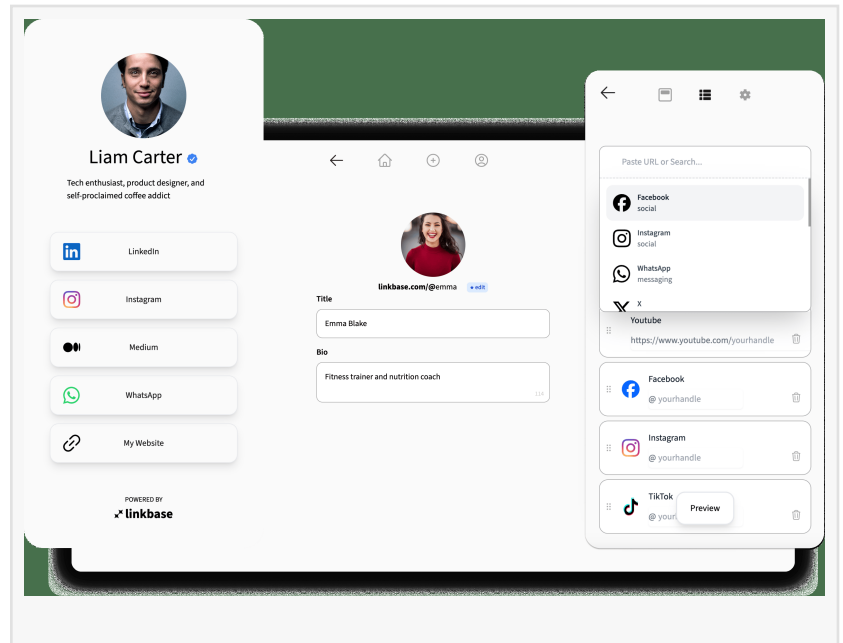 Liam Carter
Tech enthusiast, product designer, and
self-proclaimed coffee addict
in
LinkedIn
Instagram
Medium
WhatsApp
My Website
POWERED BY
linkbase
linkbase.com/@emma
edit
Title
Emma Blake
Bio
Fitness trainer and nutrition coach
Paste URL or Search...
Facebook
social
Instagram
social
WhatsApp
messaging
X
Youtube
https://www.youtube.com/yourhandle
Facebook
@ yourhandle
Instagram
@ yourhandle
TikTok
@ your
Preview